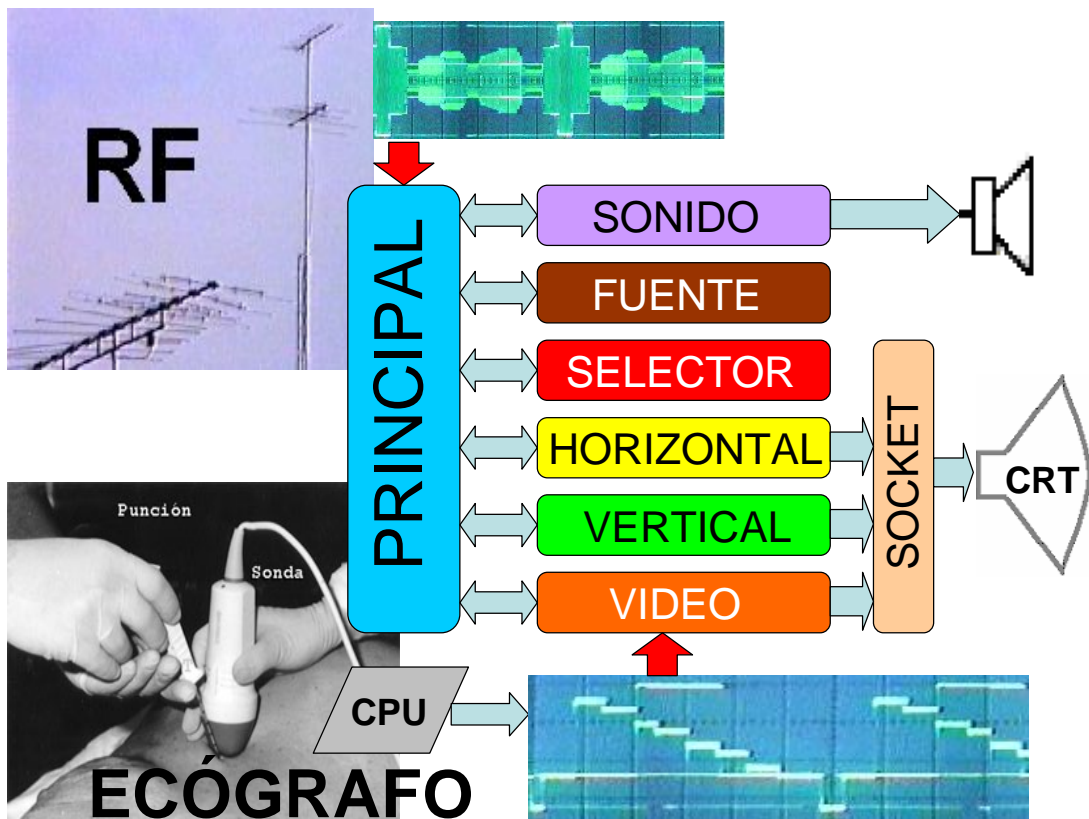 RF
PRINCIPAL
SONIDO
FUENTE
SELECTOR
HORIZONTAL
VERTICAL
VIDEO
SOCKET
CRT
Punción
Sonda
CPU
ECÓGRAFO